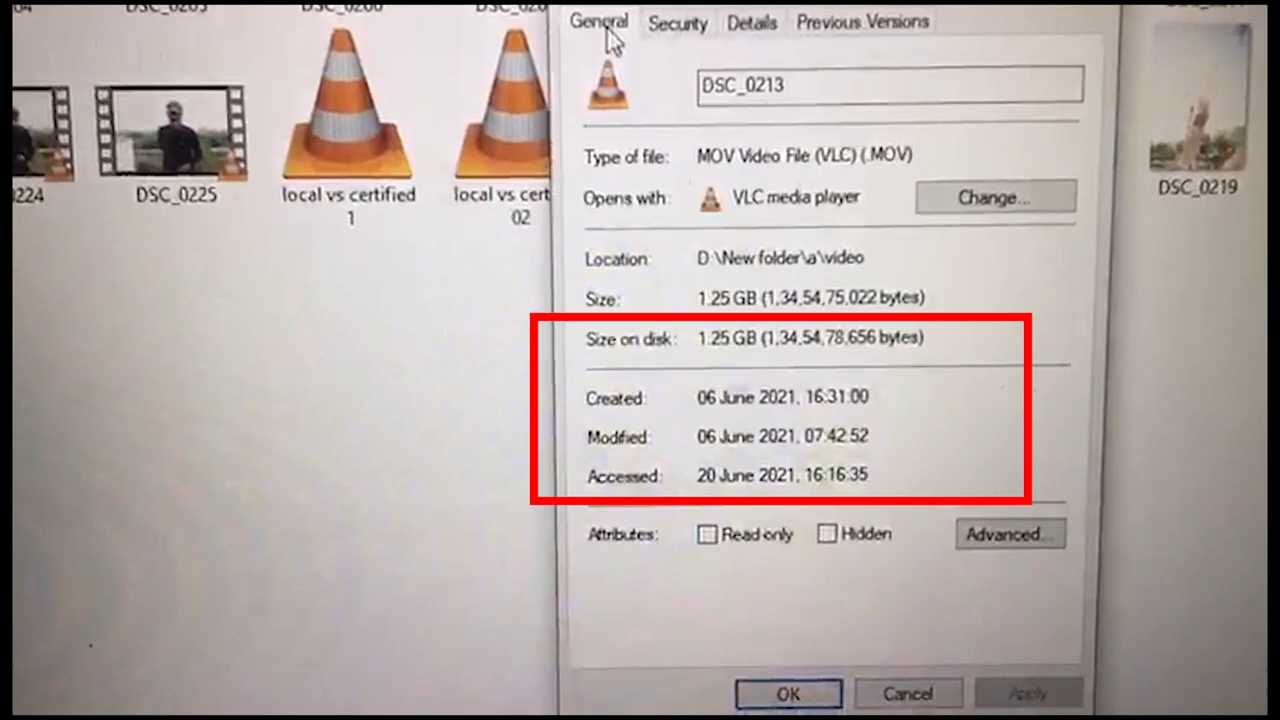 General Security Details Previous Versions
DSC_0213
Type of file: MOV Video File (VLC) (.MOV)
Opens with: VLC media player Change...
Location: D:\New folder\a\video
Size: 1.25 GB (1,34,54,75,022 bytes)
Size on disk: 1.25 GB (1,34,54,78,656 bytes)
Created: 06 June 2021, 16:31:00
Modified: 06 June 2021, 07:42:52
Accessed: 20 June 2021, 16:16:35
Attributes: Read-only Hidden Advanced...
OK Cancel Apply
DSC_0225
local vs certified
1
local vs cert
02
DSC_0219